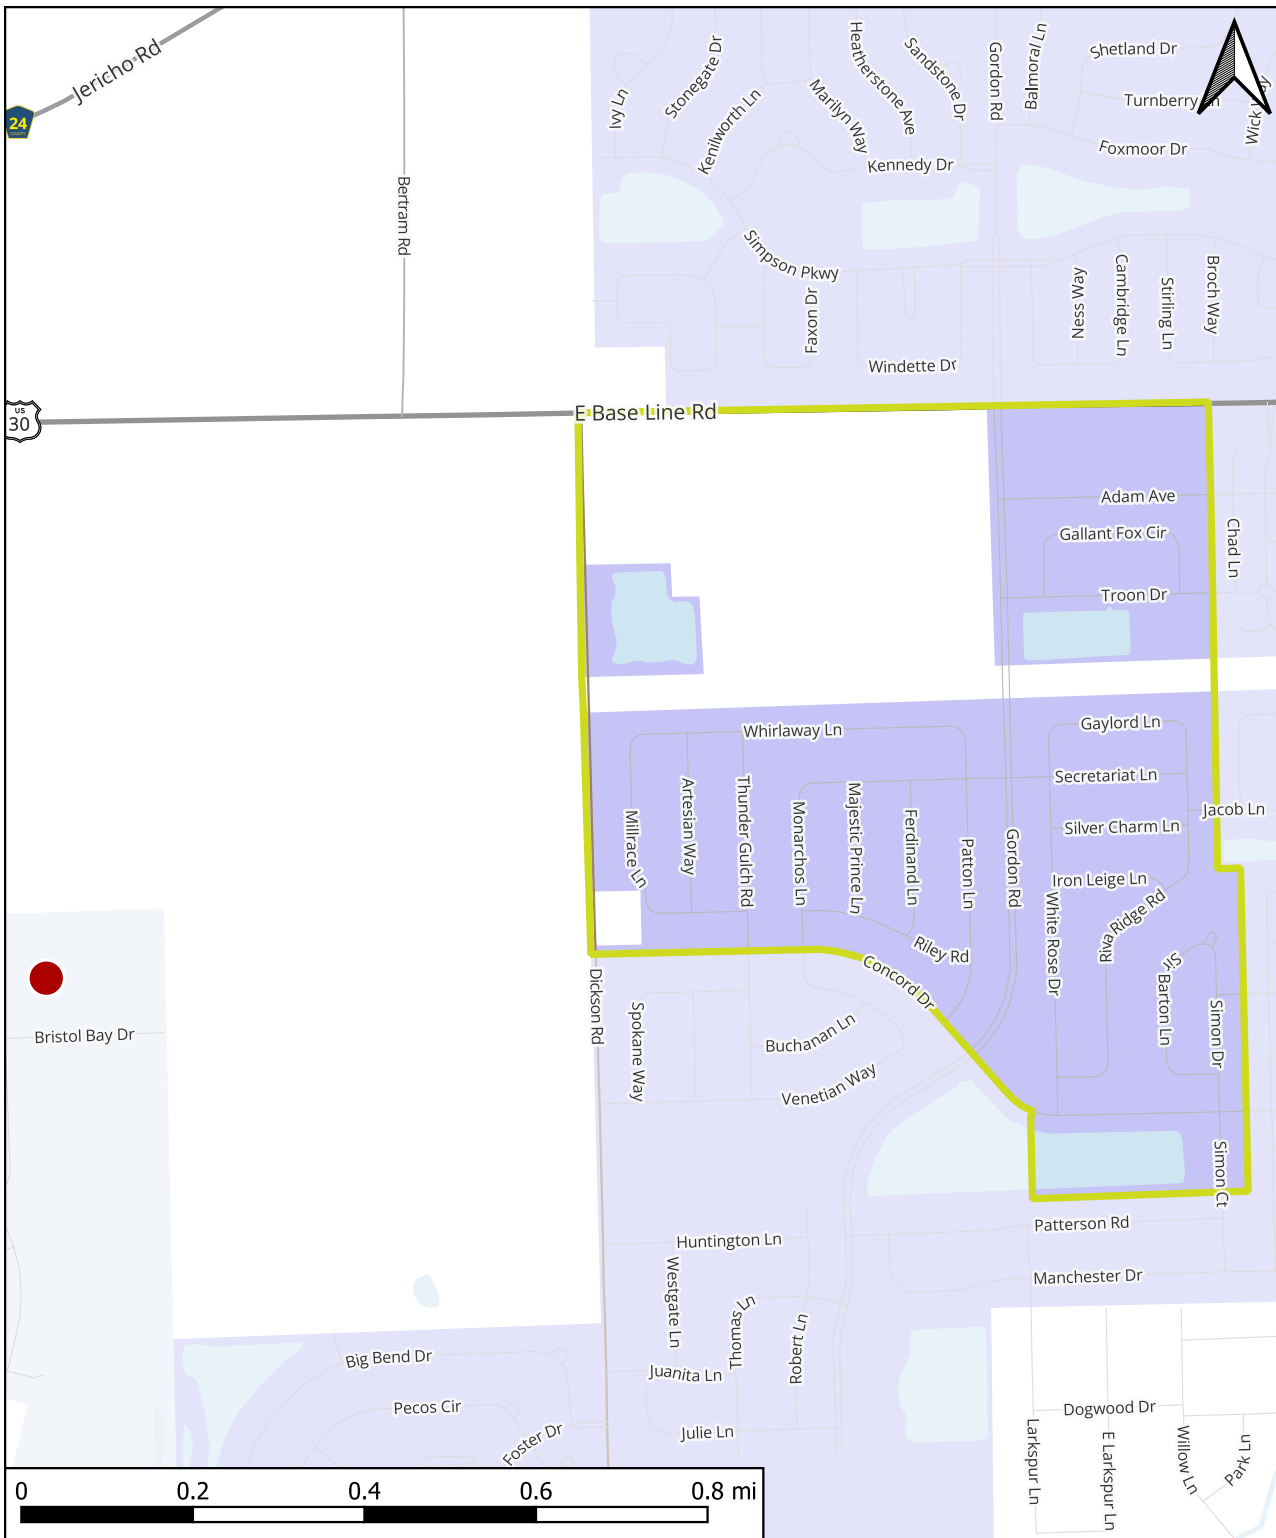 Jericho Rd
24
COUNTY
Bertram Rd
Ivy Ln
Stonegate Dr
Kenilworth Ln
Marilyn Way
Heatherstone Ave
Sandstone Dr
Gordon Rd
Balmoral Ln
Shetland Dr
Turnberry Ln
Wick Way
Foxmoor Dr
Kennedy Dr
Simpson Pkwy
Faxon Dr
Windette Dr
Ness Way
Cambridge Ln
Stirling Ln
Broch Way
US
30
E Base Line Rd
Adam Ave
Gallant Fox Cir
Chad Ln
Troon Dr
Whirlaway Ln
Gaylord Ln
Secretariat Ln
Jacob Ln
Silver Charm Ln
Millrace Ln
Artesian Way
Thunder Gulch Rd
Monarchos Ln
Majestic Prince Ln
Ferdinand Ln
Patton Ln
Gordon Rd
Iron Leige Ln
White Rose Dr
Riva Ridge Rd
Riley Rd
Concord Dr
Sir Barton Ln
Simon Dr
Dickson Rd
Spokane Way
Bristol Bay Dr
Buchanan Ln
Venetian Way
Simon Ct
Patterson Rd
Huntington Ln
Manchester Dr
Westgate Ln
Thomas Ln
Robert Ln
Big Bend Dr
Juanita Ln
Pecos Cir
Foster Dr
Julie Ln
Dogwood Dr
Larkspur Ln
E Larkspur Ln
Willow Ln
Park Ln
0 0.2 0.4 0.6 0.8 mi